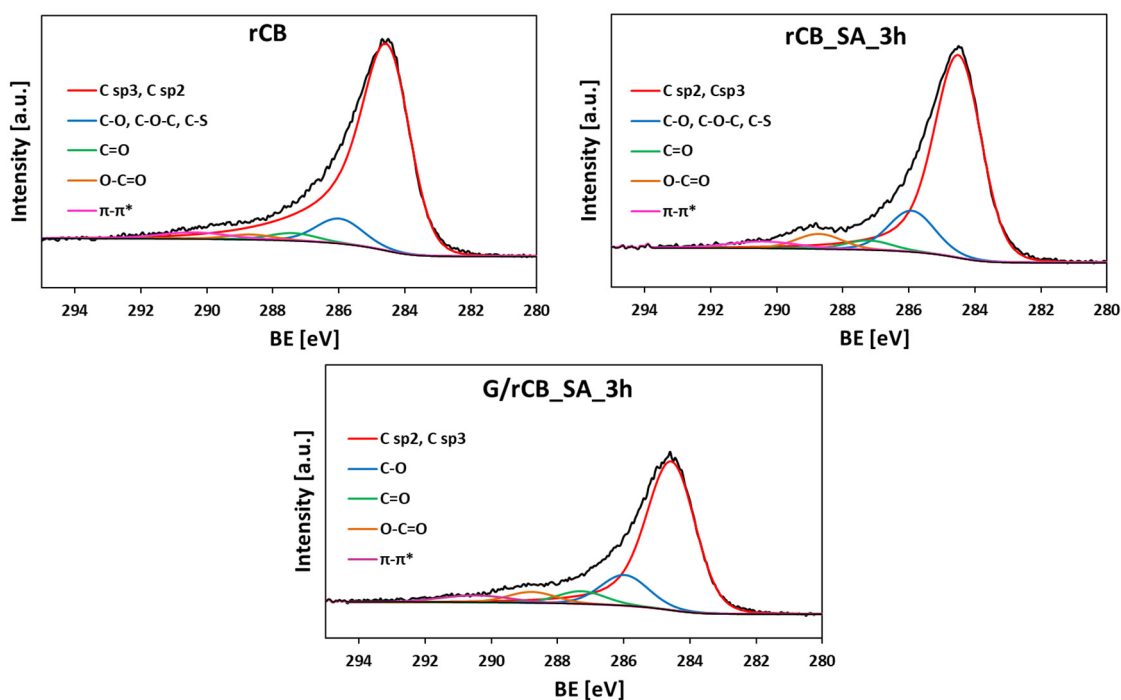 rCB
C sp3, C sp2
C-O, C-O-C, C-S
C=O
O-C=O
π-π*
Intensity [a.u.]
294 292 290 288 286 284 282 280
BE [eV]
rCB_SA_3h
C sp2, Csp3
C-O, C-O-C, C-S
C=O
O-C=O
π-π*
Intensity [a.u.]
294 292 290 288 286 284 282 280
BE [eV]
G/rCB_SA_3h
C sp2, C sp3
C-O
C=O
O-C=O
π-π*
Intensity [a.u.]
294 292 290 288 286 284 282 280
BE [eV]